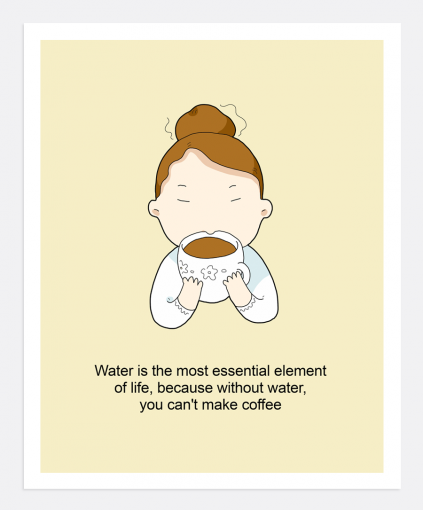 Water is the most essential element
of life, because without water,
you can't make coffee